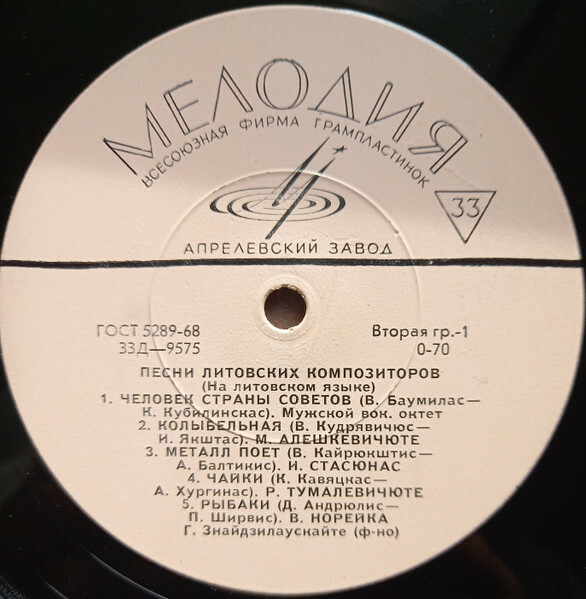 МЕЛОДИЯ
ВСЕСОЮЗНАЯ ФИРМА ГРАМПЛАСТИНОК
33
АПРЕЛЕВСКИЙ ЗАВОД
ГОСТ 5289-68 Вторая гр.-1
33Д—9575 0-70
ПЕСНИ ЛИТОВСКИХ КОМПОЗИТОРОВ
(На литовском языке)
1. ЧЕЛОВЕК СТРАНЫ СОВЕТОВ (В. Баумилас—
К. Кубилинскас). Мужской вок. октет
2. КОЛЫБЕЛЬНАЯ (В. Кудрявичюс—
И. Якштас). М. АЛЕШКЕВИЧЮТЕ
3. МЕТАЛЛ ПОЕТ (В. Кайрюкштис—
А. Балтикис). И. СТАСЮНАС
4. ЧАЙКИ (К. Кавяцкас—
А. Хургинас). Р. ТУМАЛЕВИЧЮТЕ
5. РЫБАКИ (Д. Андрюлис—
П. Ширвис). В. НОРЕЙКА
Г. Знайдзилаускайте (ф-но)